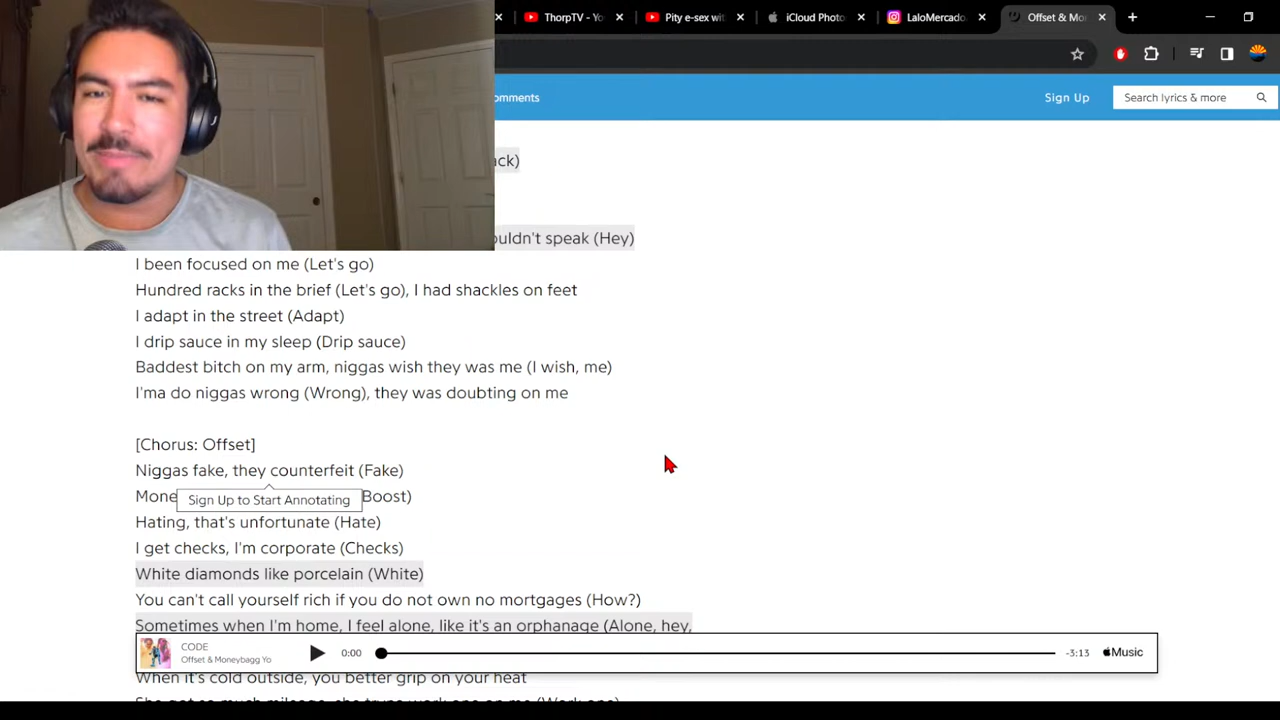 ThorpTV - Yo
Pity e-sex wi
iCloud Photo
LaloMercado
Offset & Mo
omments
Sign Up
Search lyrics & more
ack)
ouldn't speak (Hey)
I been focused on me (Let's go)
Hundred racks in the brief (Let's go), I had shackles on feet
I adapt in the street (Adapt)
I drip sauce in my sleep (Drip sauce)
Baddest bitch on my arm, niggas wish they was me (I wish, me)
I'ma do niggas wrong (Wrong), they was doubting on me
[Chorus: Offset]
Niggas fake, they counterfeit (Fake)
Mone
Sign Up to Start Annotating
Boost)
Hating, that's unfortunate (Hate)
I get checks, I'm corporate (Checks)
White diamonds like porcelain (White)
You can't call yourself rich if you do not own no mortgages (How?)
Sometimes when I'm home, I feel alone, like it's an orphanage (Alone, hey,
CODE
Offset & Moneybagg Yo
0:00
-3:13
Music
When it's cold outside, you better grip on your heat